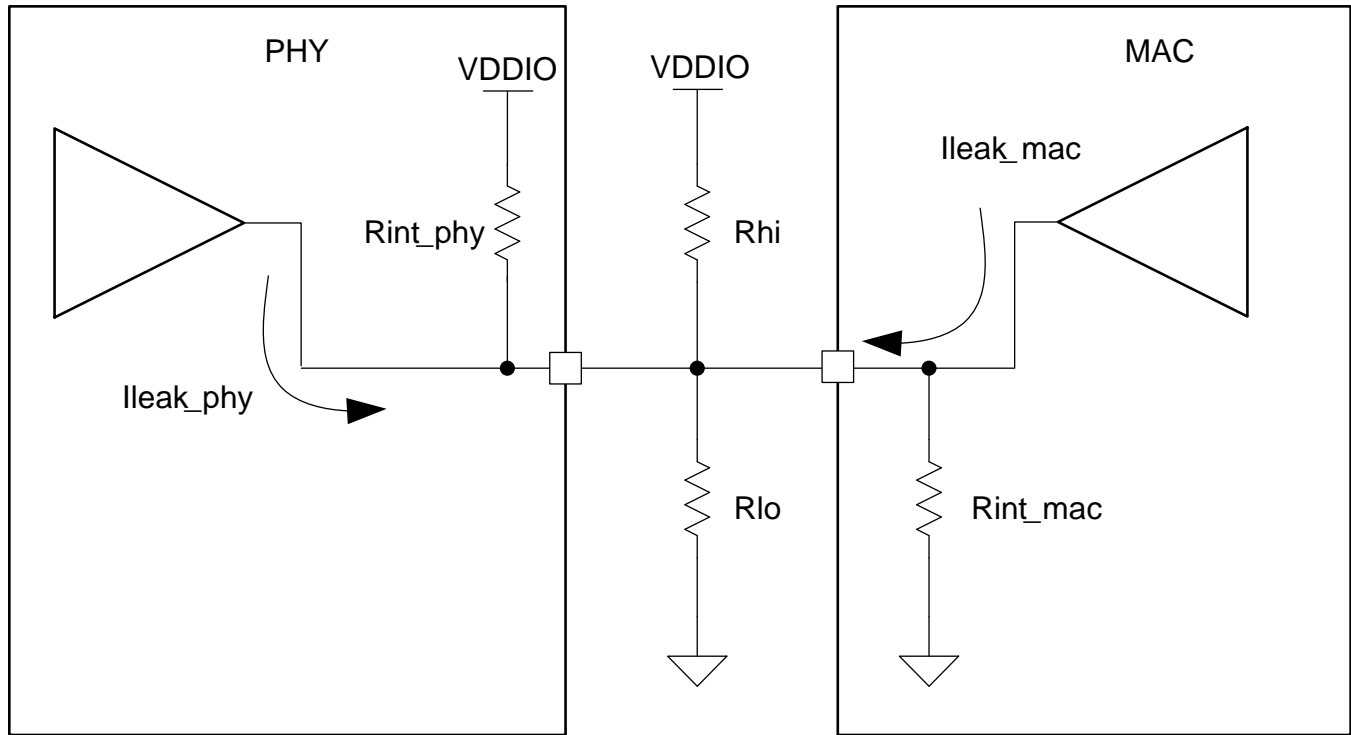 PHY
MAC
VDDIO
VDDIO
Ileak_mac
Rint_phy
Rhi
Ileak_phy
Rlo
Rint_mac